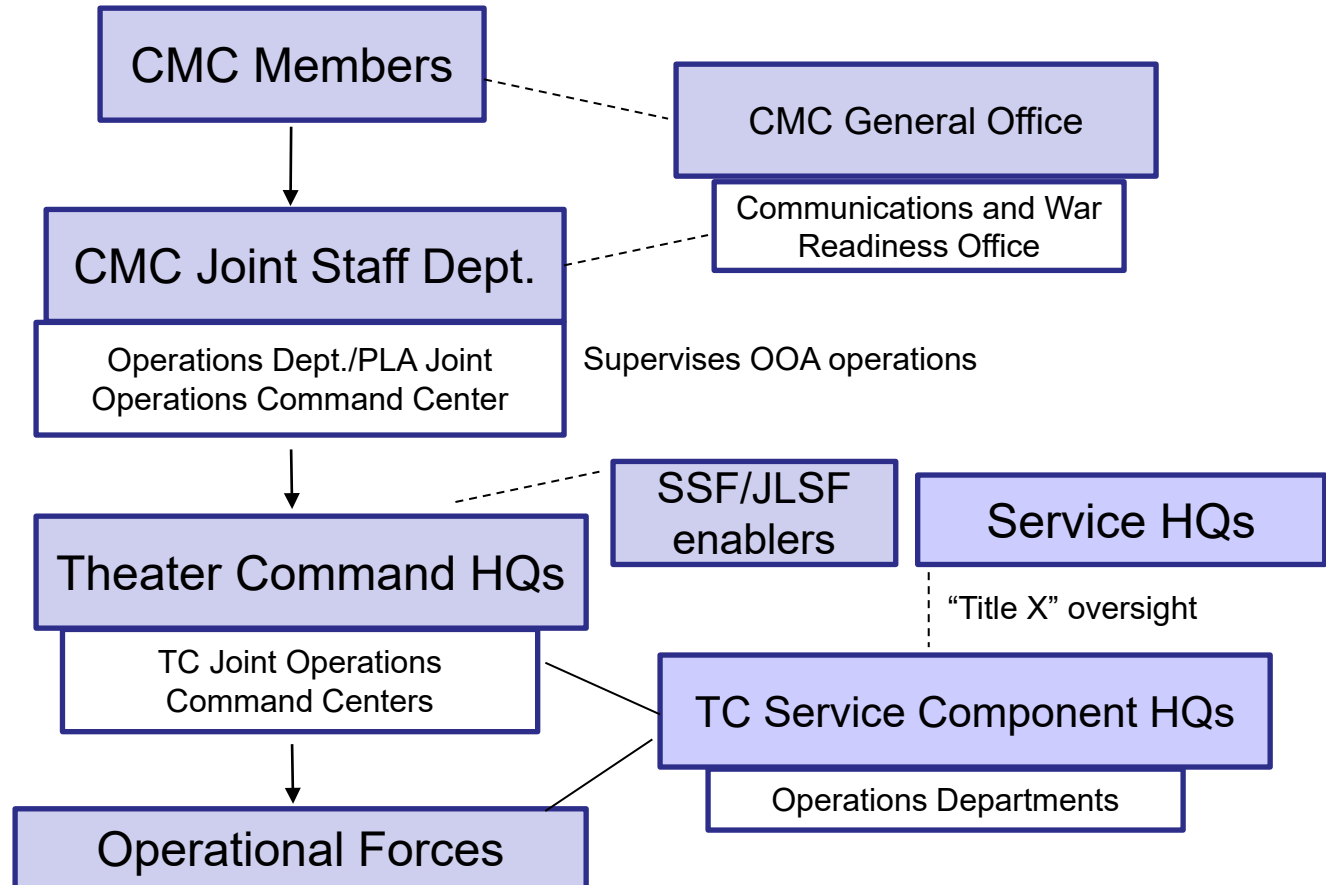 CMC Members
CMC General Office
Communications and War
Readiness Office
CMC Joint Staff Dept.
Operations Dept./PLA Joint
Operations Command Center
Supervises OOA operations
SSF/JLSF
enablers
Service HQs
Theater Command HQs
“Title X” oversight
TC Joint Operations
Command Centers
TC Service Component HQs
Operations Departments
Operational Forces